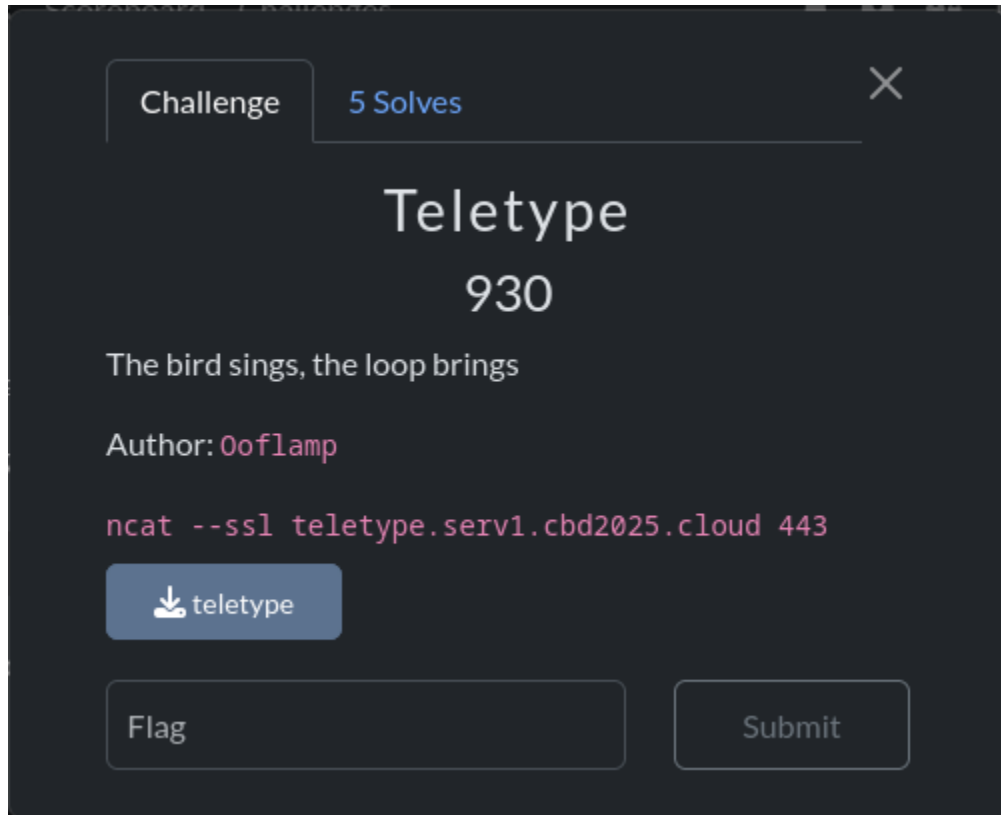 Challenge
5 Solves
Teletype
930
The bird sings, the loop brings
Author: Ooflamp
ncat --ssl teletype.serv1.cbd2025.cloud 443
teletype
Flag
Submit